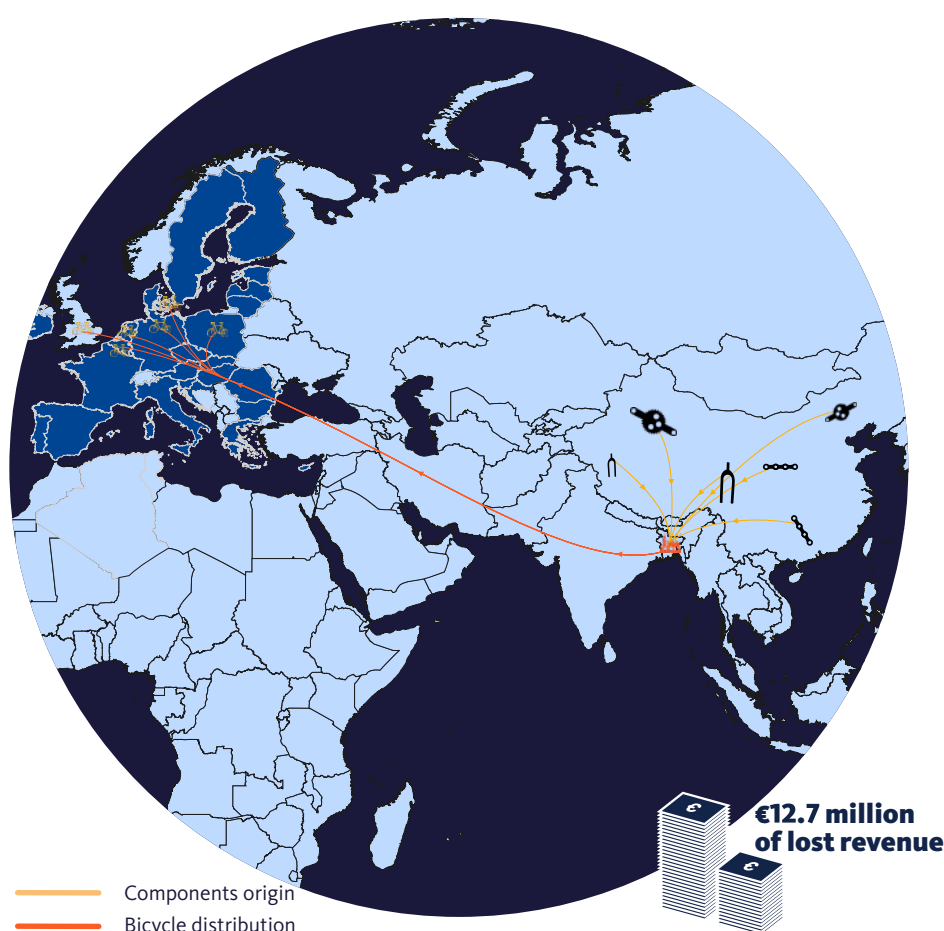 €
€12.7 million
of lost revenue
€
Components origin
Bicycle distribution